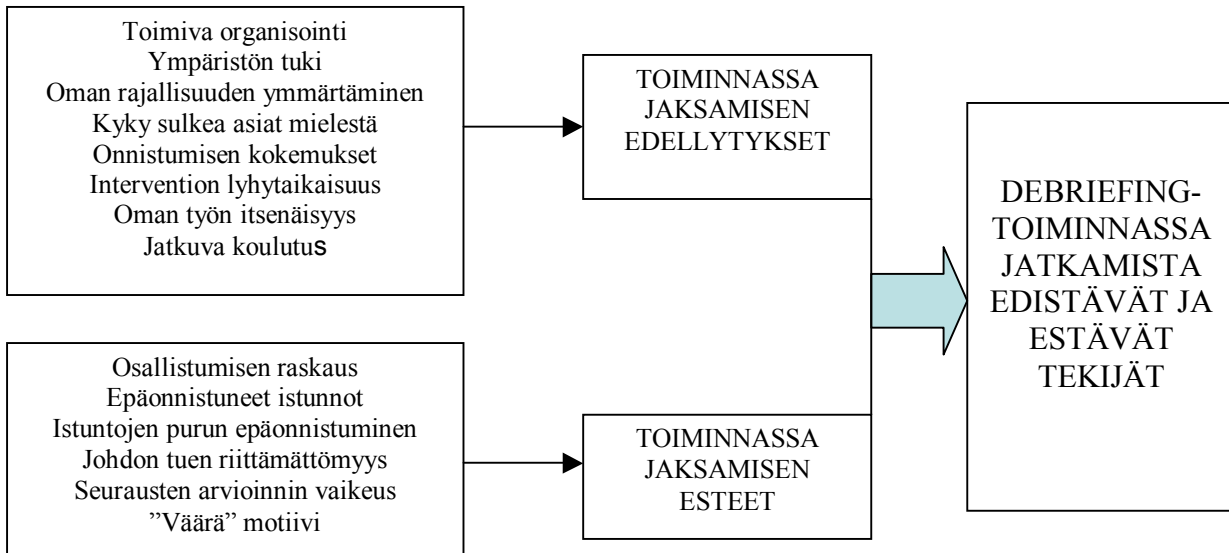 Toimiva organisointi
Ympäristön tuki
Oman rajallisuuden ymmärtäminen
Kyky sulkea asiat mielestä
Onnistumisen kokemukset
Intervention lyhytaikaisuus
Oman työn itsenäisyys
Jatkuva koulutus
TOIMINNASSA
JAKSAMISEN
EDELLYTYKSET
Osallistumisen raskaus
Epäonnistuneet istunnot
Istuntojen purun epäonnistuminen
Johdon tuen riittämättömyys
Seurausten arvioinnin vaikeus
”Väärä” motiivi
TOIMINNASSA
JAKSAMISEN
ESTEET
DEBRIEFING-
TOIMINNASSA
JATKAMISTA
EDISTÄVÄT JA
ESTÄVÄT
TEKIJÄT